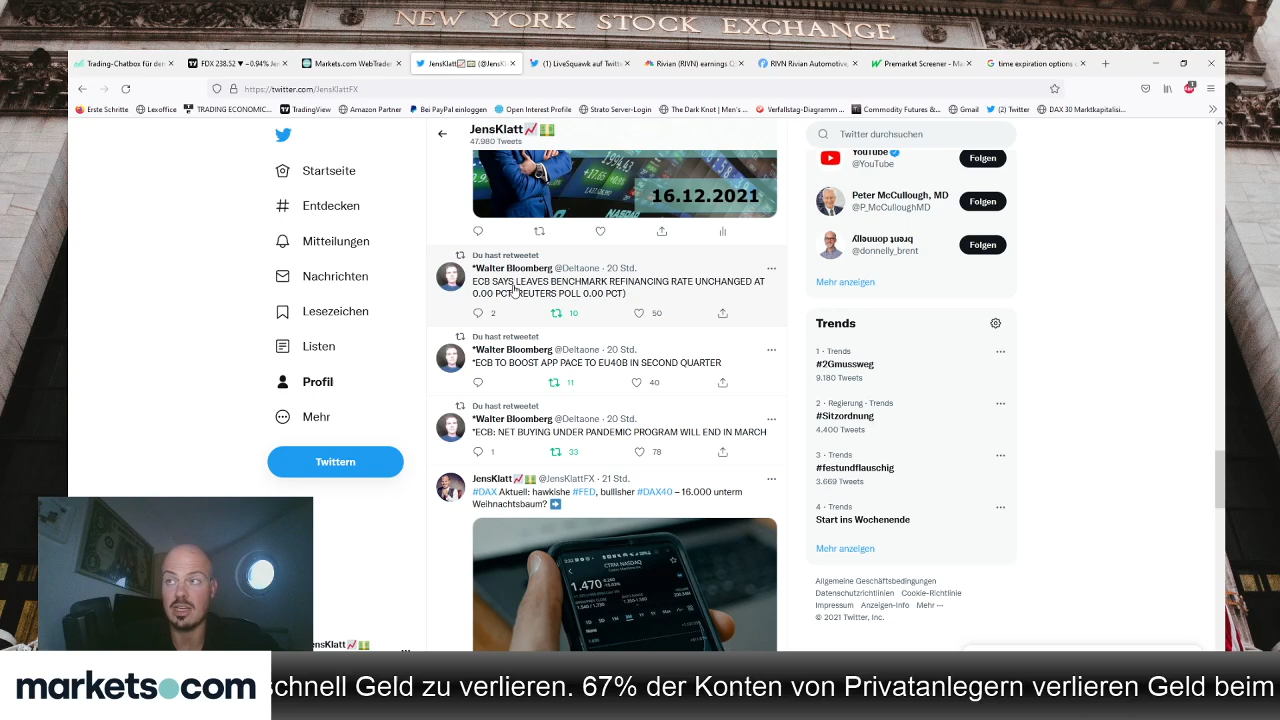 NEW YORK STOCK EXCHANGE
Trading-Chatbox für den
FDX 238.52 ▼ −0.94% Jen
Markets.com WebTrader
JensKlatt📈💵 (@JensKl
(1) LiveSquawk auf Twitte
Rivian (RIVN) earnings Q
RIVN Rivian Automotive,
Premarket Screener - Ma
time expiration options c
https://twitter.com/JensKlattFX
Erste Schritte
Lexoffice
TRADING ECONOMIC...
TradingView
Amazon Partner
Bei PayPal einloggen
Open Interest Profile
Strato Server-Login
The Dark Knot | Men's ...
Verfallstag-Diagramm ...
Commodity Futures &...
Gmail
(2) Twitter
DAX 30 Marktkapitalisi...
Startseite
Entdecken
Mitteilungen
Nachrichten
Lesezeichen
Listen
Profil
Mehr
Twittern
JensKlatt📈💵
47.980 Tweets
NASDAQ
16.12.2021
Du hast retweetet
*Walter Bloomberg @Deltaone · 20 Std.
ECB SAYS LEAVES BENCHMARK REFINANCING RATE UNCHANGED AT
0.00 PCT (REUTERS POLL 0.00 PCT)
2 10 50
Du hast retweetet
*Walter Bloomberg @Deltaone · 20 Std.
*ECB TO BOOST APP PACE TO EU40B IN SECOND QUARTER
11 40
Du hast retweetet
*Walter Bloomberg @Deltaone · 20 Std.
*ECB: NET BUYING UNDER PANDEMIC PROGRAM WILL END IN MARCH
1 33 78
JensKlatt📈💵 @JensKlattFX · 21 Std.
#DAX Aktuell: hawkishe #FED, bullisher #DAX40 – 16.000 unterm
Weihnachtsbaum? ➡
CTRM NASDAQ
1.470
Twitter durchsuchen
YouTube
@YouTube
Folgen
Peter McCullough, MD
@P_McCulloughMD
Folgen
ʎllǝuuop ʇuǝɹq
@donnelly_brent
Folgen
Mehr anzeigen
Trends
1 · Trends
#2Gmussweg
9.180 Tweets
2 · Regierung · Trends
#Sitzordnung
4.400 Tweets
3 · Trends
#festundflauschig
3.669 Tweets
4 · Trends
Start ins Wochenende
Mehr anzeigen
Allgemeine Geschäftsbedingungen
Datenschutzrichtlinien Cookie-Richtlinie
Impressum Anzeigen-Info Mehr ···
© 2021 Twitter, Inc.
ensKlatt📈💵
markets.com
schnell Geld zu verlieren. 67% der Konten von Privatanlegern verlieren Geld beim